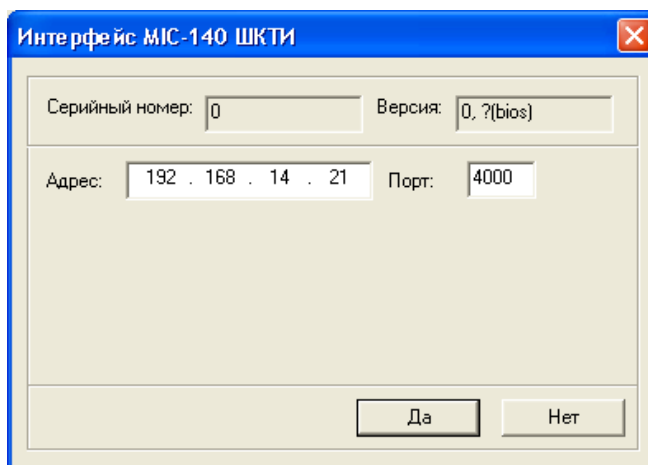 Интерфейс MIC-140 ШКТИ
Серийный номер: 0 Версия: 0, ?(bios)
Адрес: 192 . 168 . 14 . 21 Порт: 4000
Да Нет